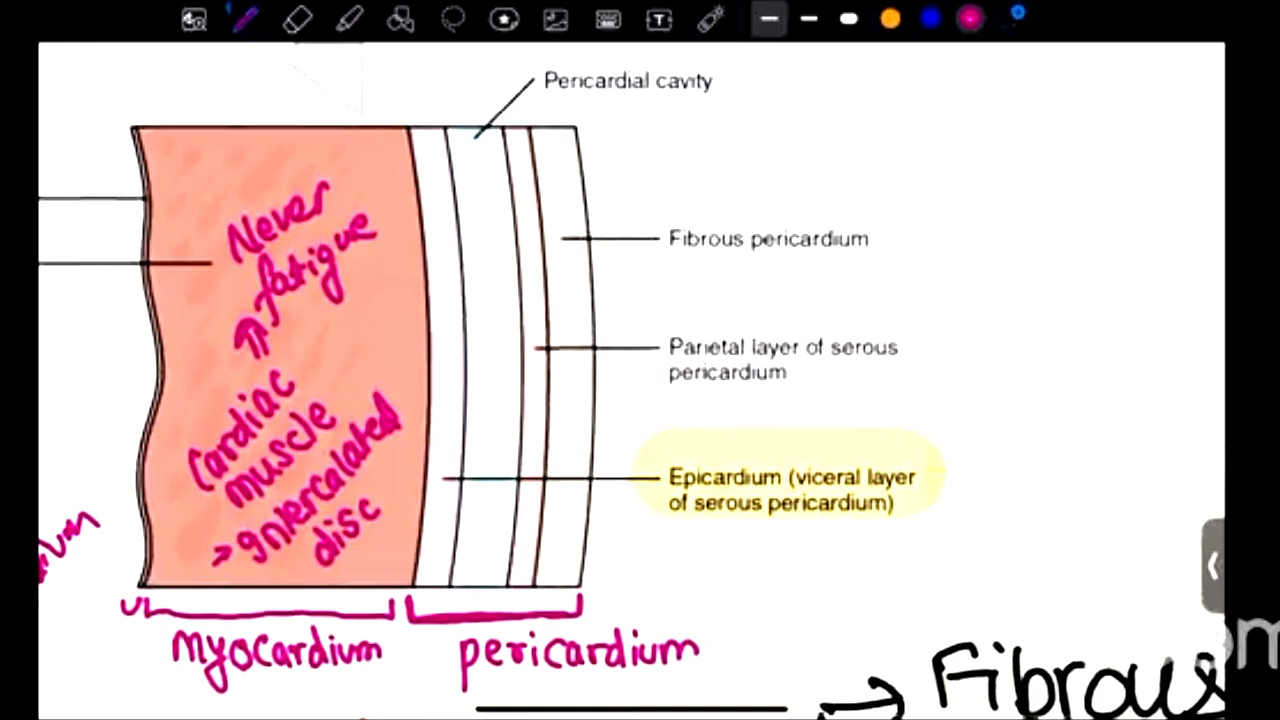 Pericardial cavity
Never
fatigue
Fibrous pericardium
Parietal layer of serous
pericardium
Cardiac
muscle
→ Intercalated
disc
Epicardium (viceral layer
of serous pericardium)
myocardium
pericardium
→ Fibrous